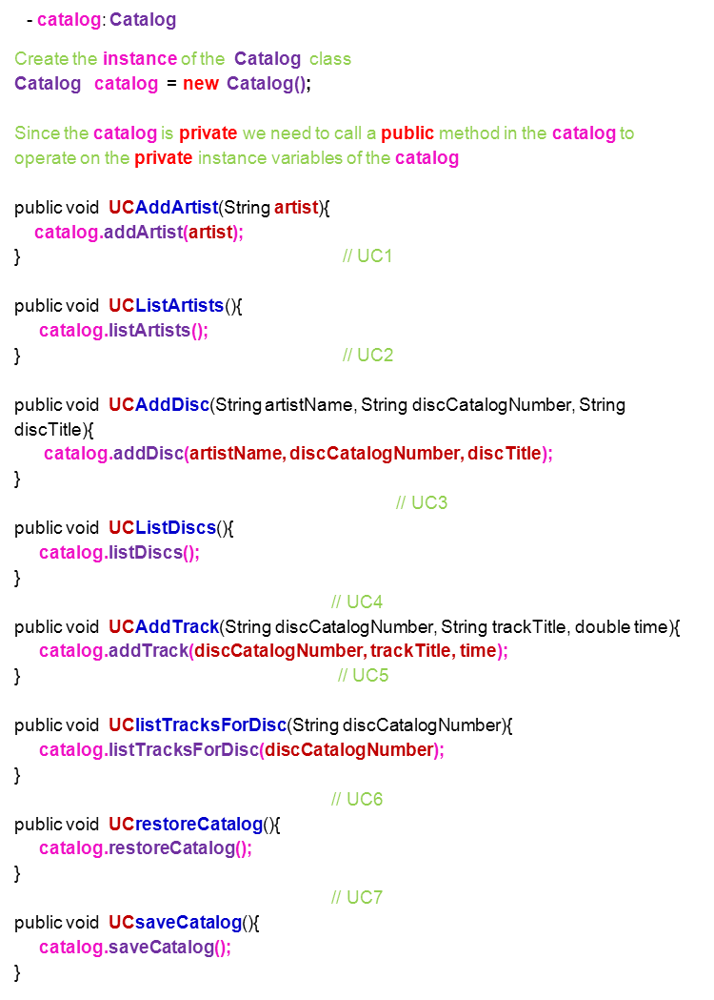 - catalog: Catalog
Create the instance of the Catalog class
Catalog catalog = new Catalog();
Since the catalog is private we need to call a public method in the catalog to
operate on the private instance variables of the catalog
public void UCAddArtist(String artist){
catalog.addArtist(artist);
} // UC1
public void UCListArtists(){
catalog.listArtists();
} // UC2
public void UCAddDisc(String artistName, String discCatalogNumber, String
discTitle){
catalog.addDisc(artistName, discCatalogNumber, discTitle);
}
// UC3
public void UCListDiscs(){
catalog.listDiscs();
}
// UC4
public void UCAddTrack(String discCatalogNumber, String trackTitle, double time){
catalog.addTrack(discCatalogNumber, trackTitle, time);
} // UC5
public void UClistTracksForDisc(String discCatalogNumber){
catalog.listTracksForDisc(discCatalogNumber);
}
// UC6
public void UCrestoreCatalog(){
catalog.restoreCatalog();
}
// UC7
public void UCsaveCatalog(){
catalog.saveCatalog();
}